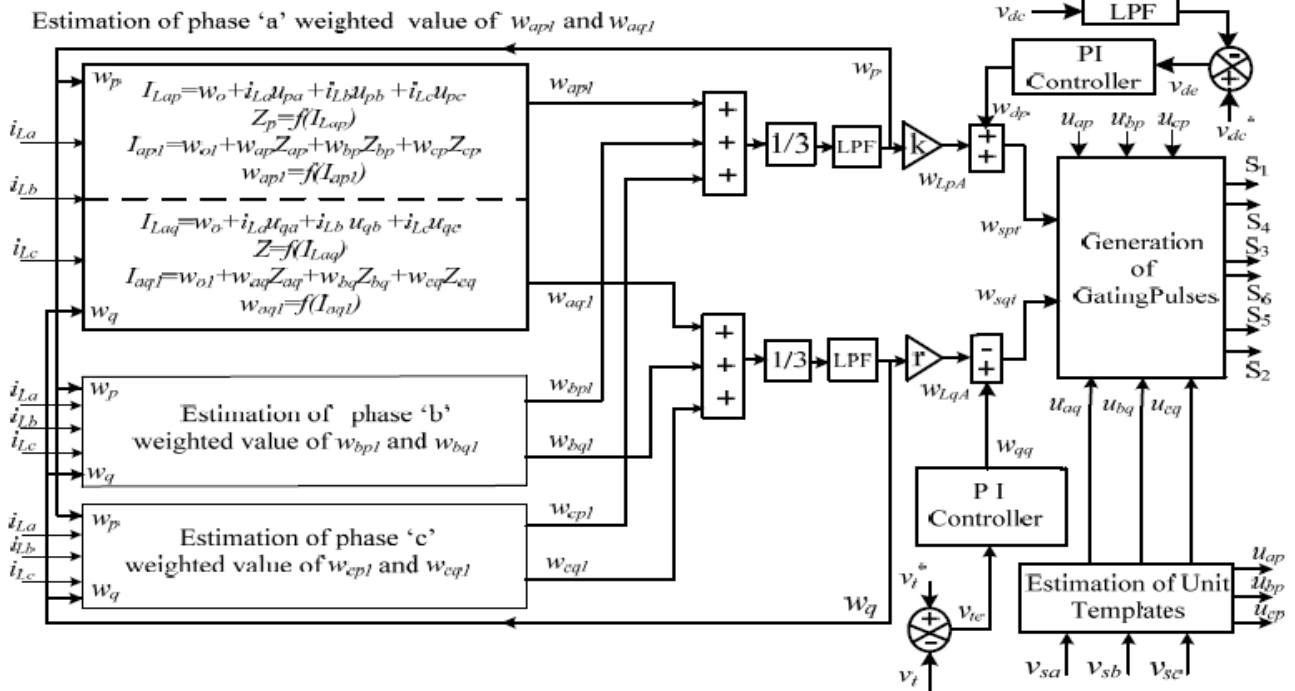 Estimation of phase ‘a’ weighted value of w_ap1 and w_aq1
v_dc
LPF
PI
Controller
v_de
v_dc*
w_dp
w_p
I_Lap=w_o+i_La u_pa+i_Lb u_pb+i_Lc u_pc
Z_p=f(I_Lap)
I_ap1=w_o1+w_ap Z_ap+w_bp Z_bp+w_cp Z_cp
w_ap1=f(I_ap1)
I_Laq=w_o+i_La u_qa+i_Lb u_qb+i_Lc u_qc
Z=f(I_Laq)
I_aq1=w_o1+w_aq Z_aq+w_bq Z_bq+w_cq Z_cq
w_aq1=f(I_aq1)
w_q
i_La
i_Lb
i_Lc
w_ap1
w_aq1
+
+
+
1/3
LPF
w_p
k
w_LpA
+
+
w_spt
u_ap
u_bp
u_cp
Generation
of
GatingPulses
S_1
S_4
S_3
S_6
S_5
S_2
+
+
+
1/3
LPF
r
w_LqA
-
+
w_sqt
w_qq
u_aq
u_bq
u_cq
w_p
i_La
i_Lb
i_Lc
w_q
Estimation of phase ‘b’
weighted value of w_bp1 and w_bq1
w_bp1
w_bq1
w_p
i_La
i_Lb
i_Lc
w_q
Estimation of phase ‘c’
weighted value of w_cp1 and w_cq1
w_cp1
w_cq1
w_q
P I
Controller
v_t*
v_te
v_t
Estimation of Unit
Templates
u_ap
u_bp
u_cp
v_sa
v_sb
v_sc